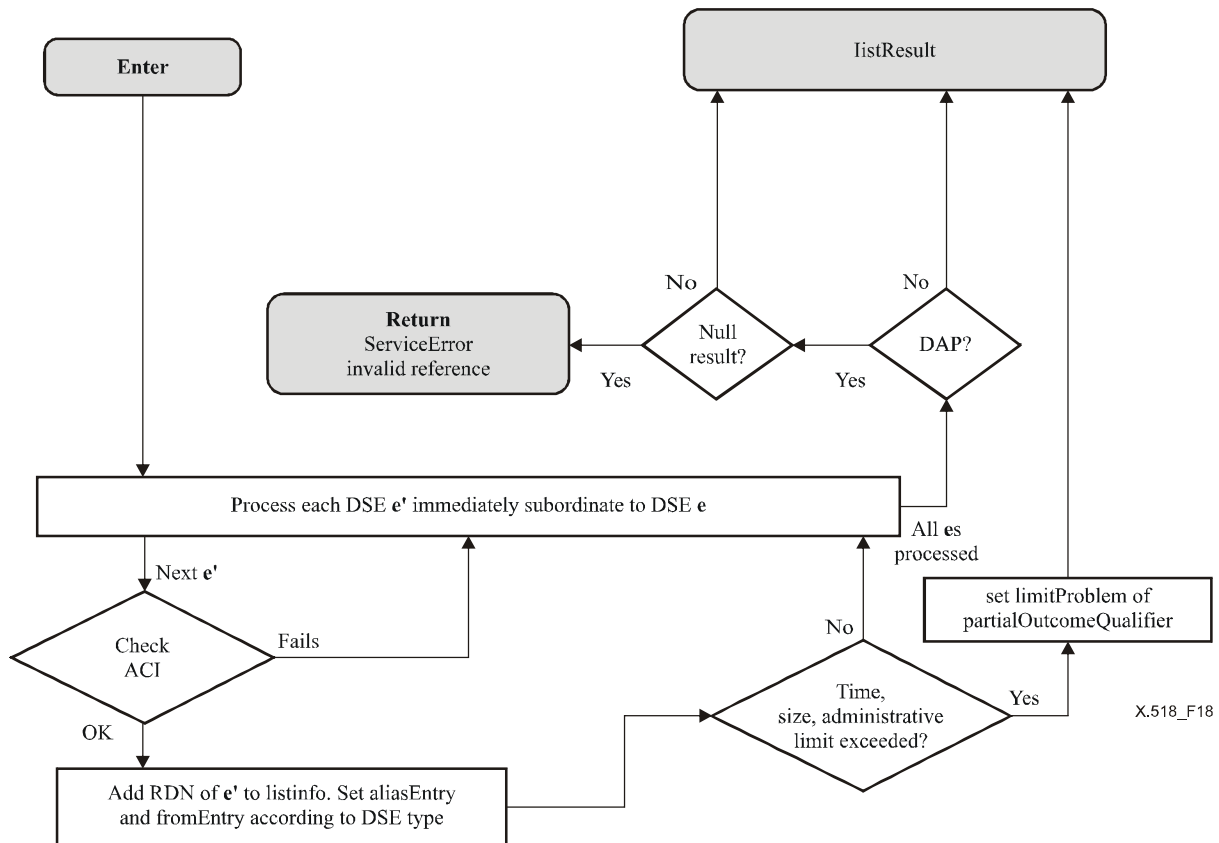 Enter
listResult
No
No
Return
ServiceError
invalid reference
Null
result?
DAP?
Yes
Yes
Process each DSE e' immediately subordinate to DSE e
All es
processed
Next e'
set limitProblem of
partialOutcomeQualifier
Check
ACI
Fails
No
Time,
size, administrative
limit exceeded?
Yes
X.518_F18
OK
Add RDN of e' to listinfo. Set aliasEntry
and fromEntry according to DSE type